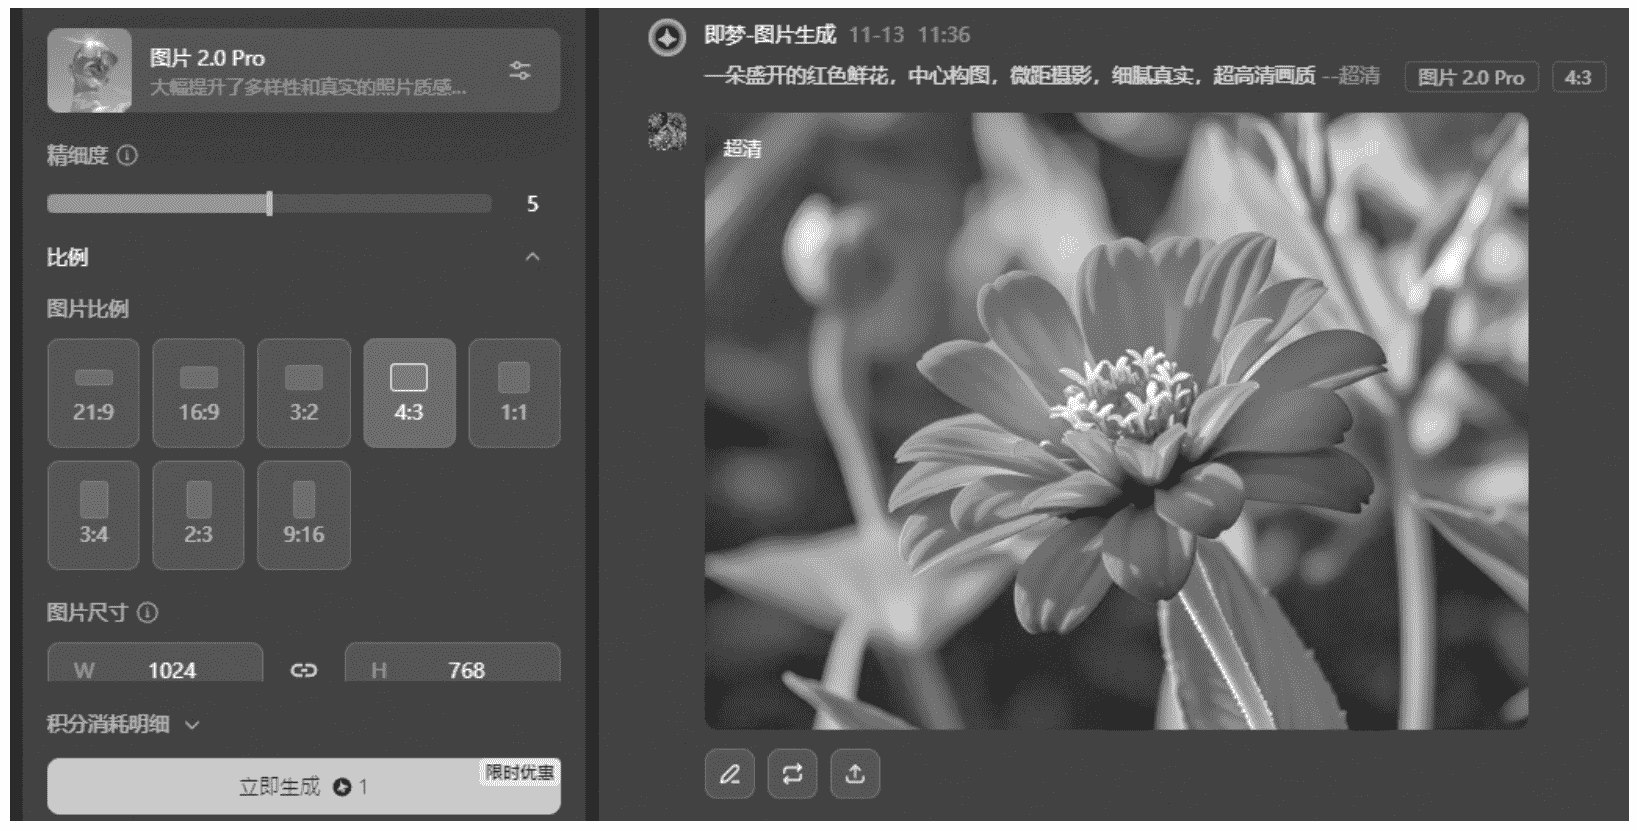 图片 2.0 Pro
大幅提升了多样性和真实的照片质感...
精细度
5
比例
图片比例
21:9
16:9
3:2
4:3
1:1
3:4
2:3
9:16
图片尺寸
W 1024
H 768
积分消耗明细
限时优惠
立即生成 1
即梦-图片生成 11-13 11:36
一朵盛开的红色鲜花，中心构图，微距摄影，细腻真实，超高清画质 --超清 图片 2.0 Pro 4:3
超清